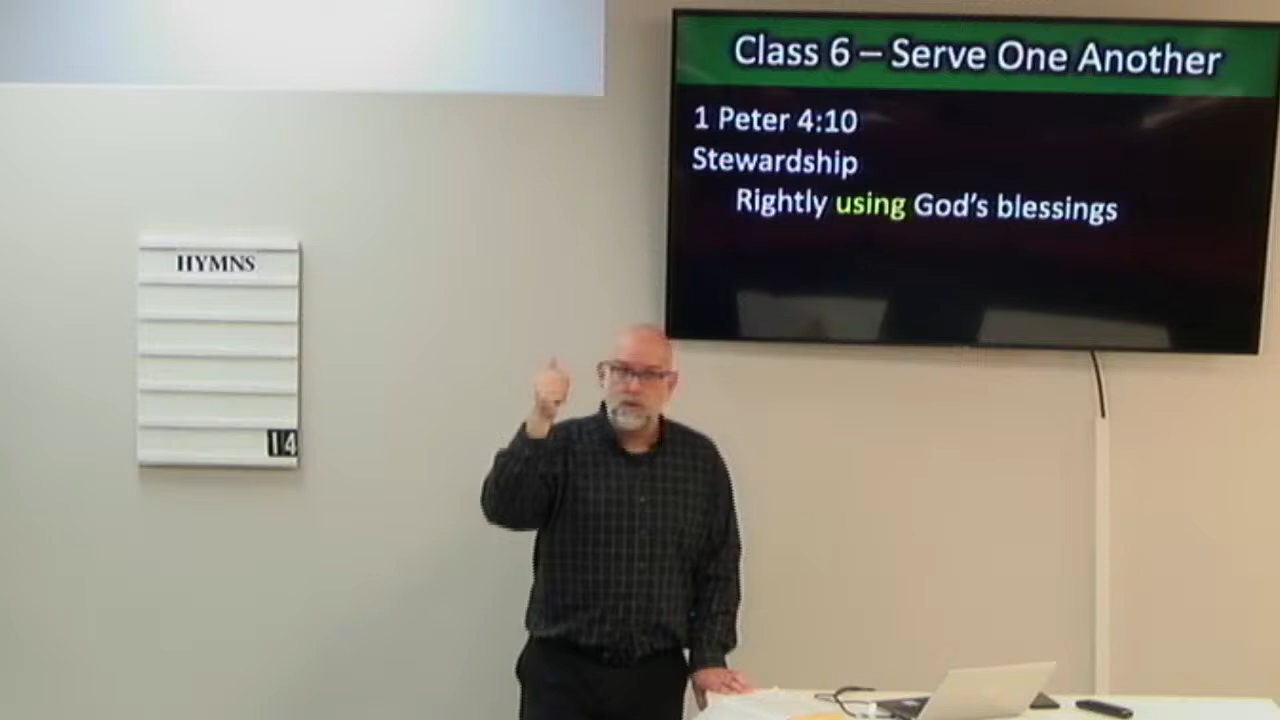 Class 6 – Serve One Another
1 Peter 4:10
Stewardship
Rightly using God's blessings
HYMNS
14